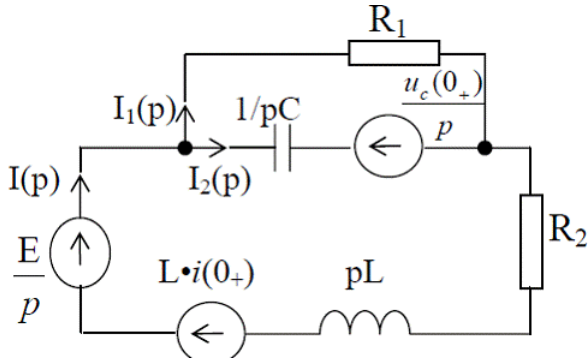 R₁
u_c(0₊)
p
I₁(p)
1/pC
I(p)
I₂(p)
E
p
L•i(0₊)
pL
R₂